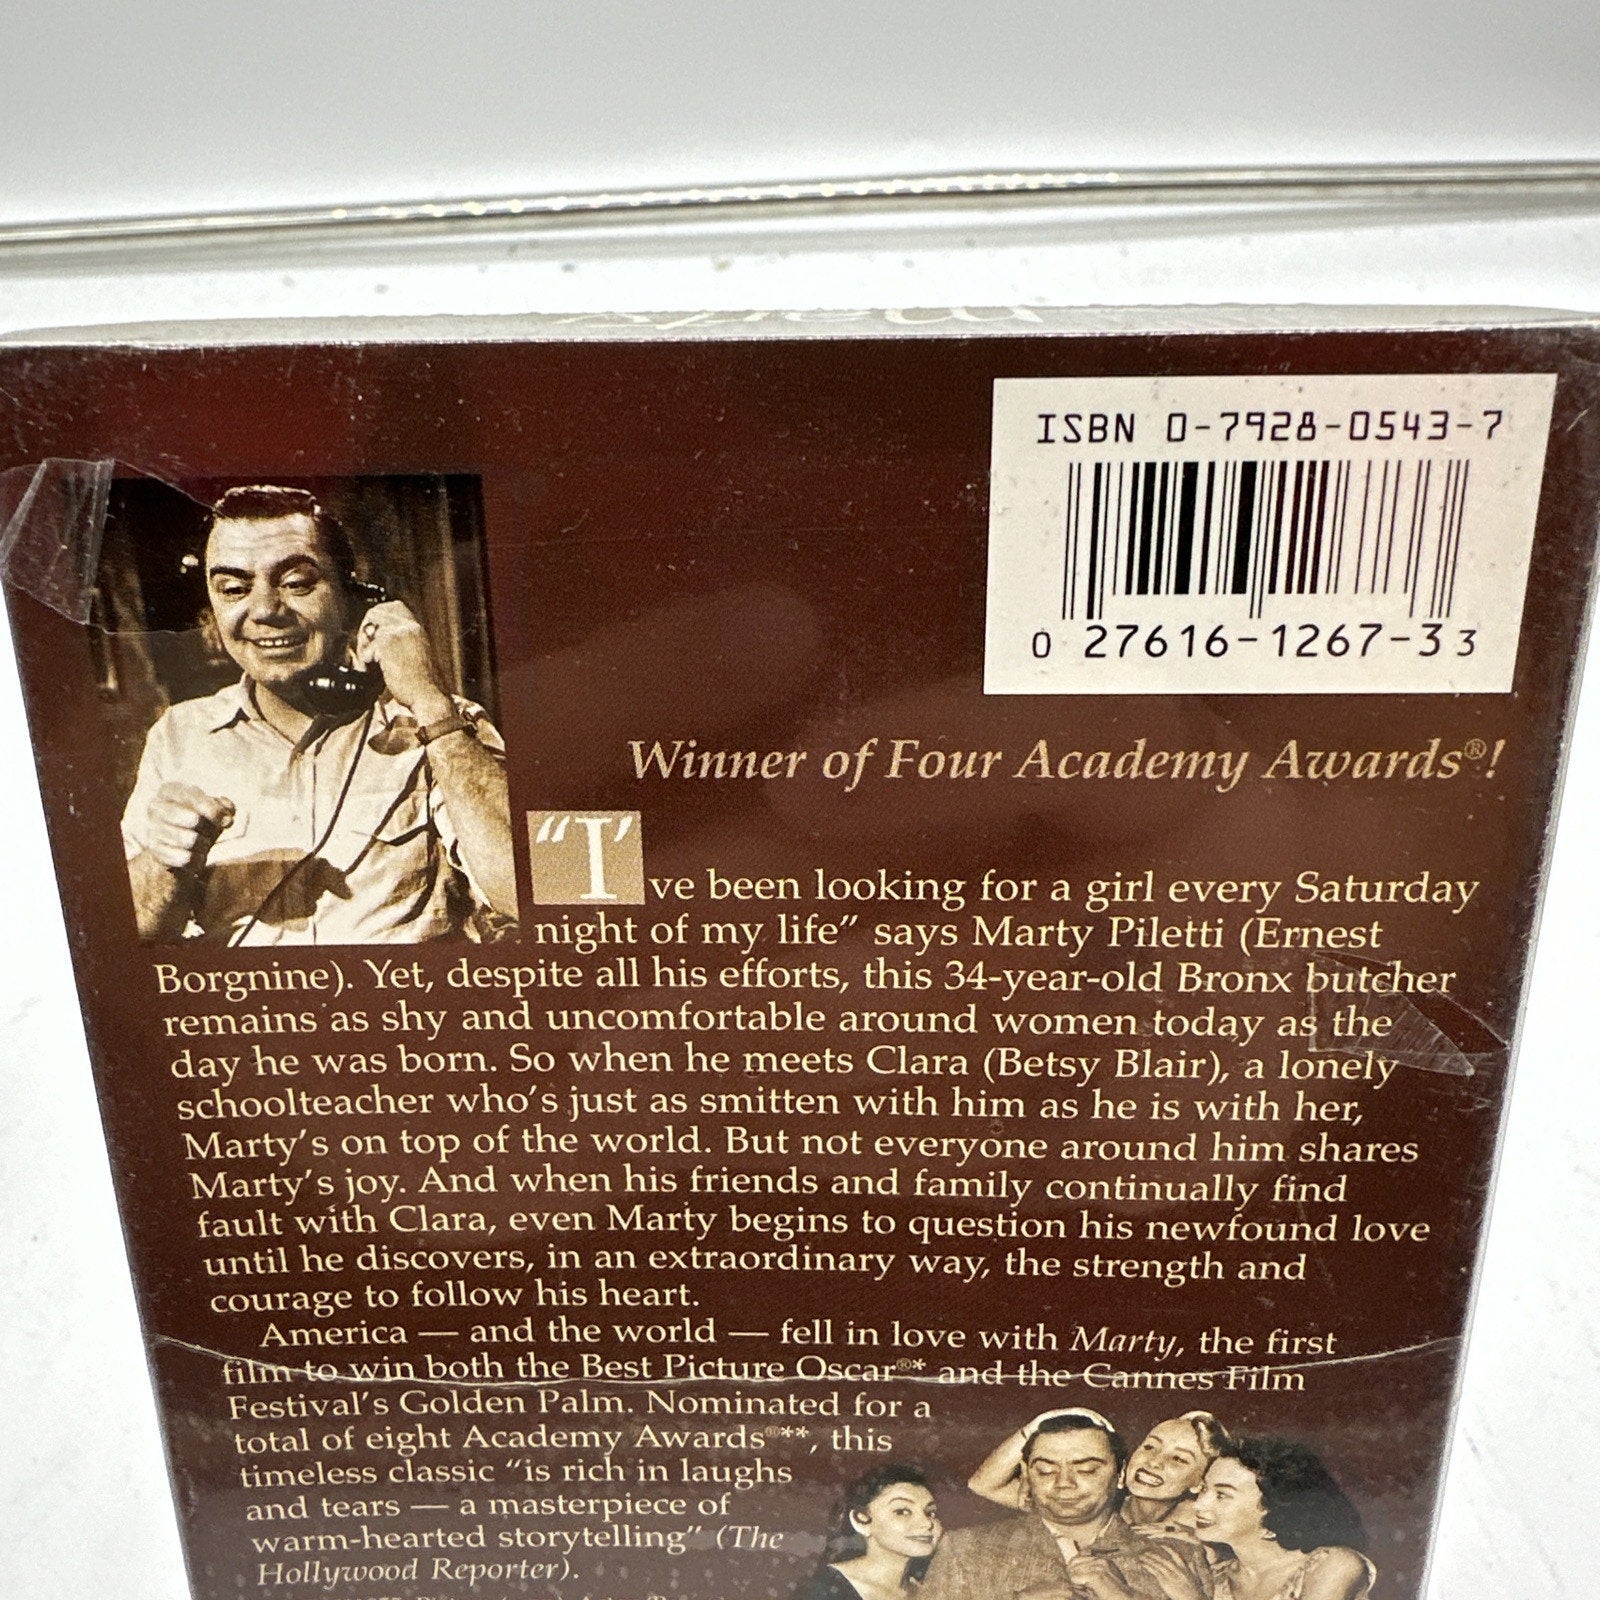 ISBN 0-7928-0543-7
0 27616-1267-3 3
Winner of Four Academy Awards®!
"I've been looking for a girl every Saturday
night of my life" says Marty Piletti (Ernest
Borgnine). Yet, despite all his efforts, this 34-year-old Bronx butcher
remains as shy and uncomfortable around women today as the
day he was born. So when he meets Clara (Betsy Blair), a lonely
schoolteacher who's just as smitten with him as he is with her,
Marty's on top of the world. But not everyone around him shares
Marty's joy. And when his friends and family continually find
fault with Clara, even Marty begins to question his newfound love
until he discovers, in an extraordinary way, the strength and
courage to follow his heart.
America — and the world — fell in love with Marty, the first
film to win both the Best Picture Oscar®* and the Cannes Film
Festival's Golden Palm. Nominated for a
total of eight Academy Awards®**, this
timeless classic "is rich in laughs
and tears — a masterpiece of
warm-hearted storytelling" (The
Hollywood Reporter).